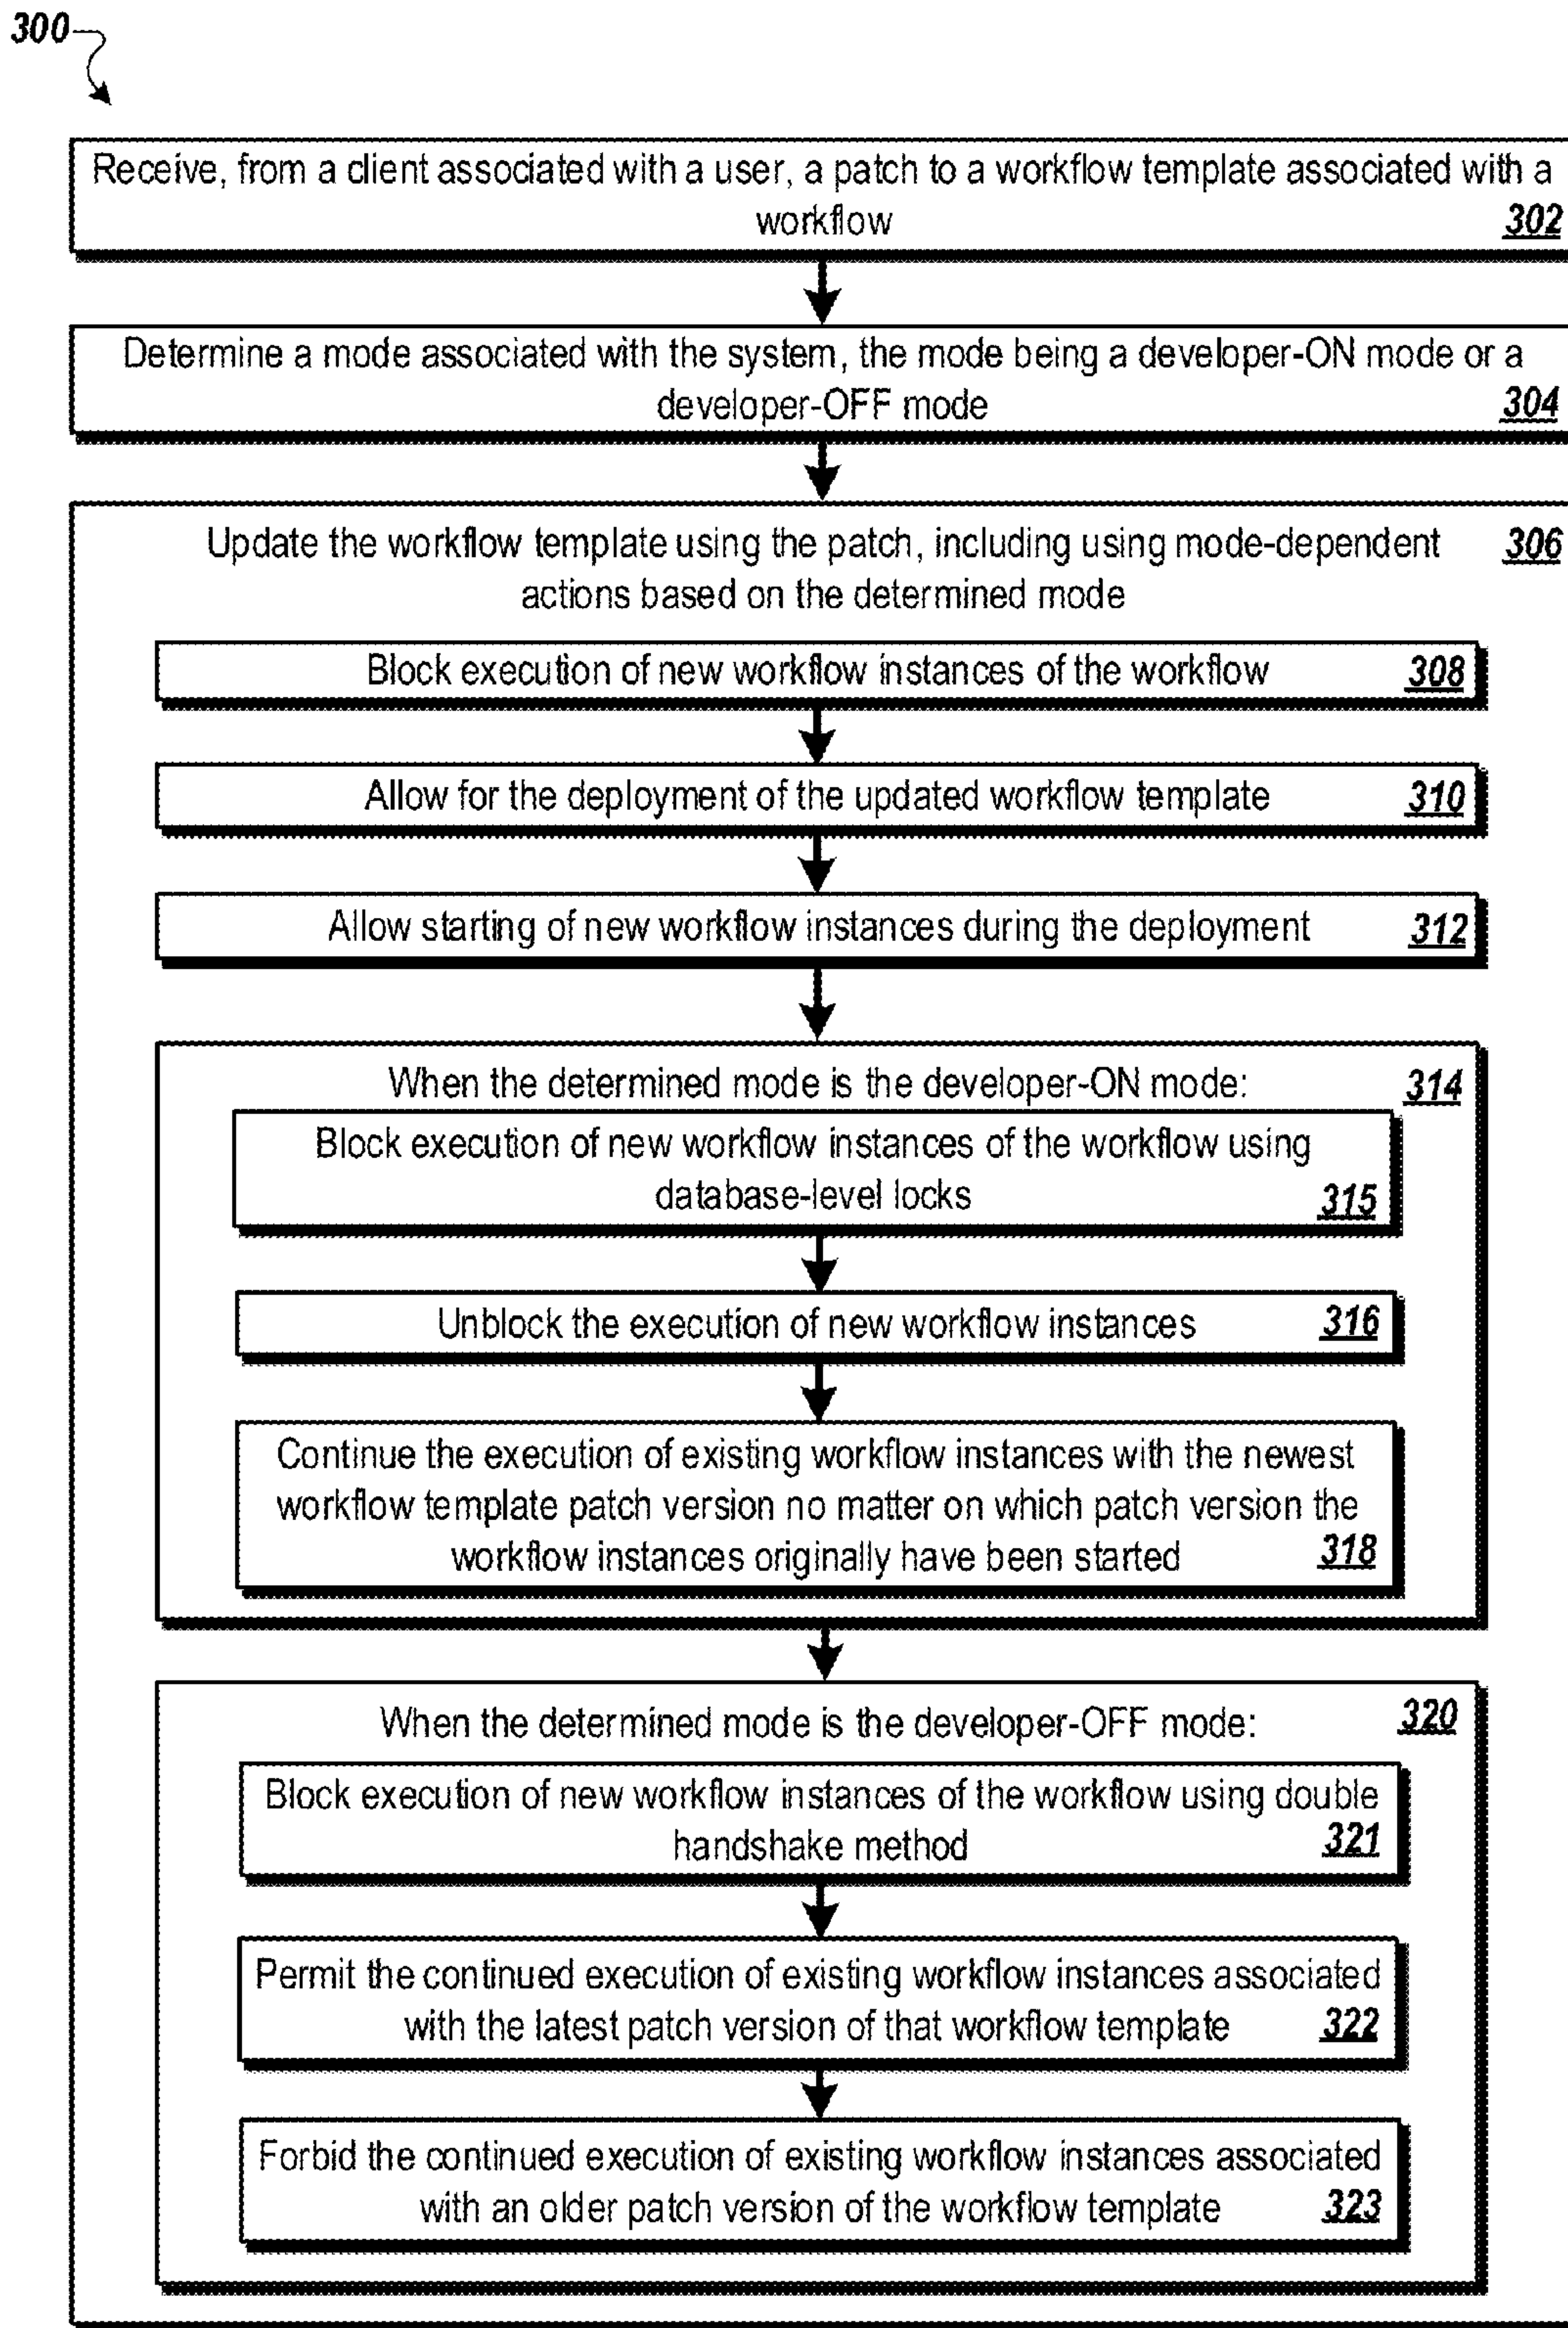 300
Receive, from a client associated with a user, a patch to a workflow template associated with a
workflow
302
Determine a mode associated with the system, the mode being a developer-ON mode or a
developer-OFF mode
304
Update the workflow template using the patch, including using mode-dependent
306
actions based on the determined mode
Block execution of new workflow instances of the workflow
308
Allow for the deployment of the updated workflow template
310
Allow starting of new workflow instances during the deployment
312
When the determined mode is the developer-ON mode:
314
Block execution of new workflow instances of the workflow using
database-level locks
315
Unblock the execution of new workflow instances
316
Continue the execution of existing workflow instances with the newest
workflow template patch version no matter on which patch version the
workflow instances originally have been started
318
When the determined mode is the developer-OFF mode:
320
Block execution of new workflow instances of the workflow using double
handshake method
321
Permit the continued execution of existing workflow instances associated
with the latest patch version of that workflow template
322
Forbid the continued execution of existing workflow instances associated
with an older patch version of the workflow template
323